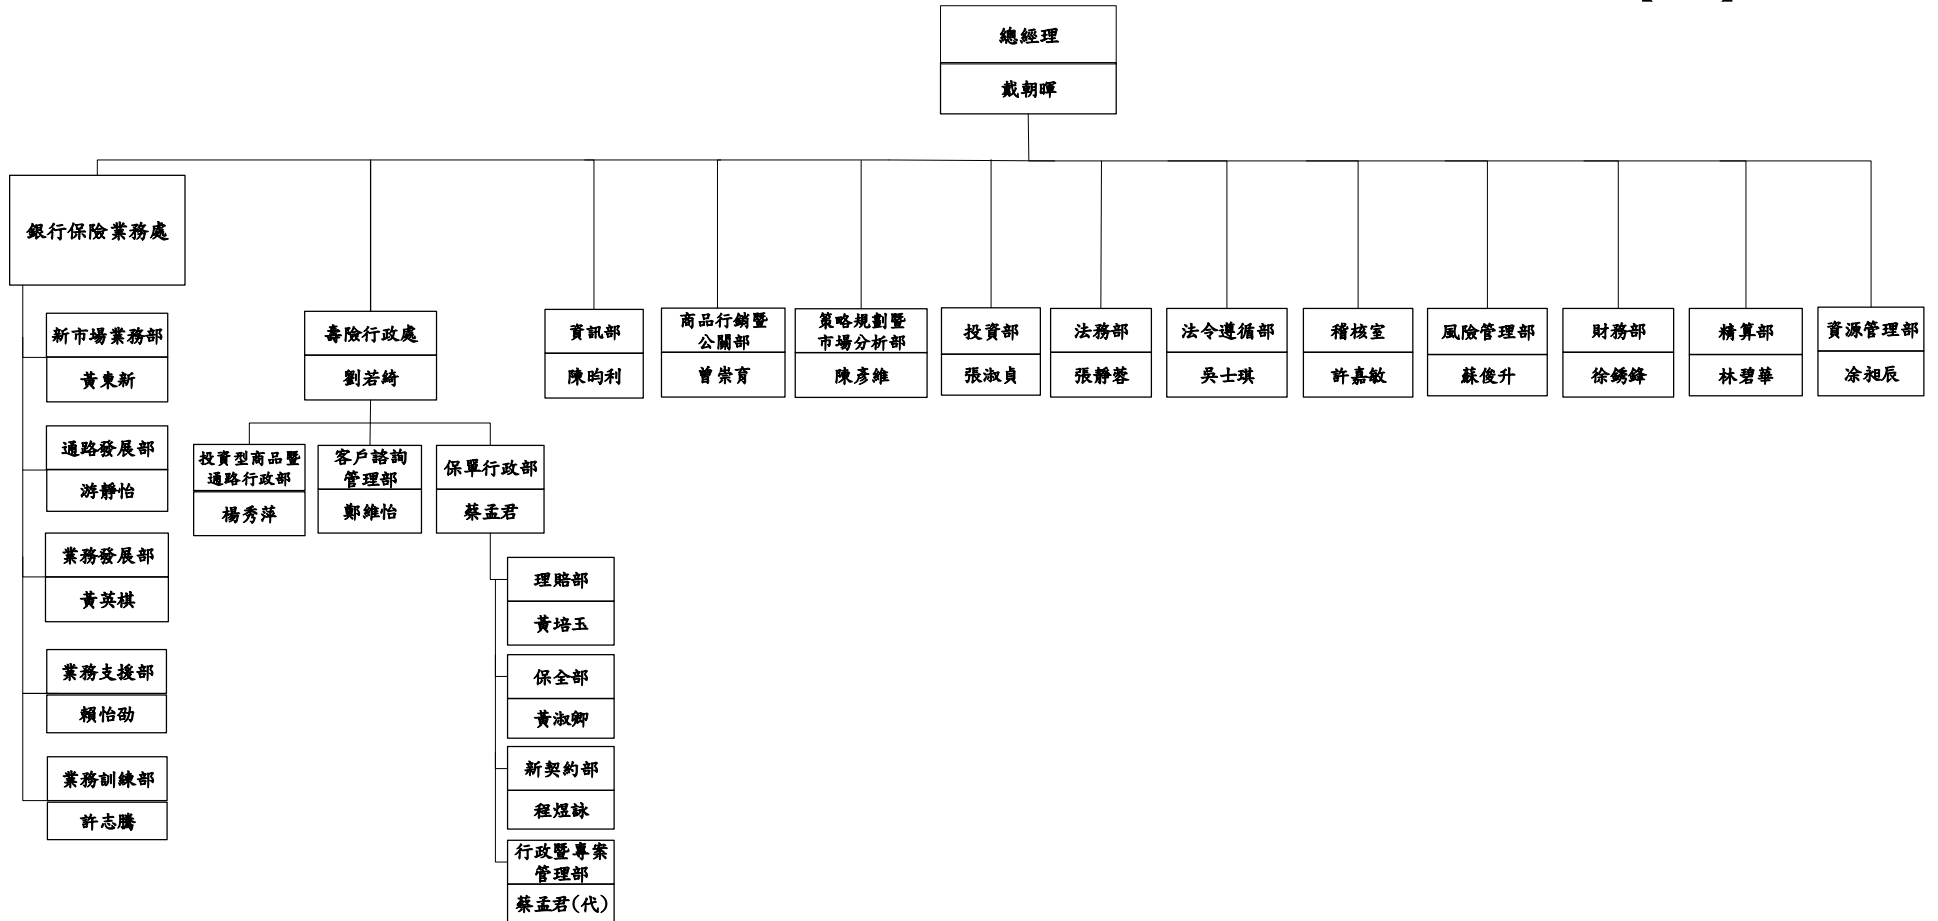 總經理
戴朝暉
銀行保險業務處
新市場業務部
黃東新
通路發展部
游靜怡
業務發展部
黃英棋
業務支援部
賴怡劭
業務訓練部
許志騰
壽險行政處
劉若綺
投資型商品暨
通路行政部
楊秀萍
客戶諮詢
管理部
鄭維怡
保單行政部
蔡孟君
理賠部
黃培玉
保全部
黃淑卿
新契約部
程煜詠
行政暨專案
管理部
蔡孟君(代)
資訊部
陳昀利
商品行銷暨
公關部
曾崇育
策略規劃暨
市場分析部
陳彥維
投資部
張淑貞
法務部
張靜蓉
法令遵循部
吳士琪
稽核室
許嘉敏
風險管理部
蘇俊升
財務部
徐銹鋒
精算部
林碧華
資源管理部
凃昶辰